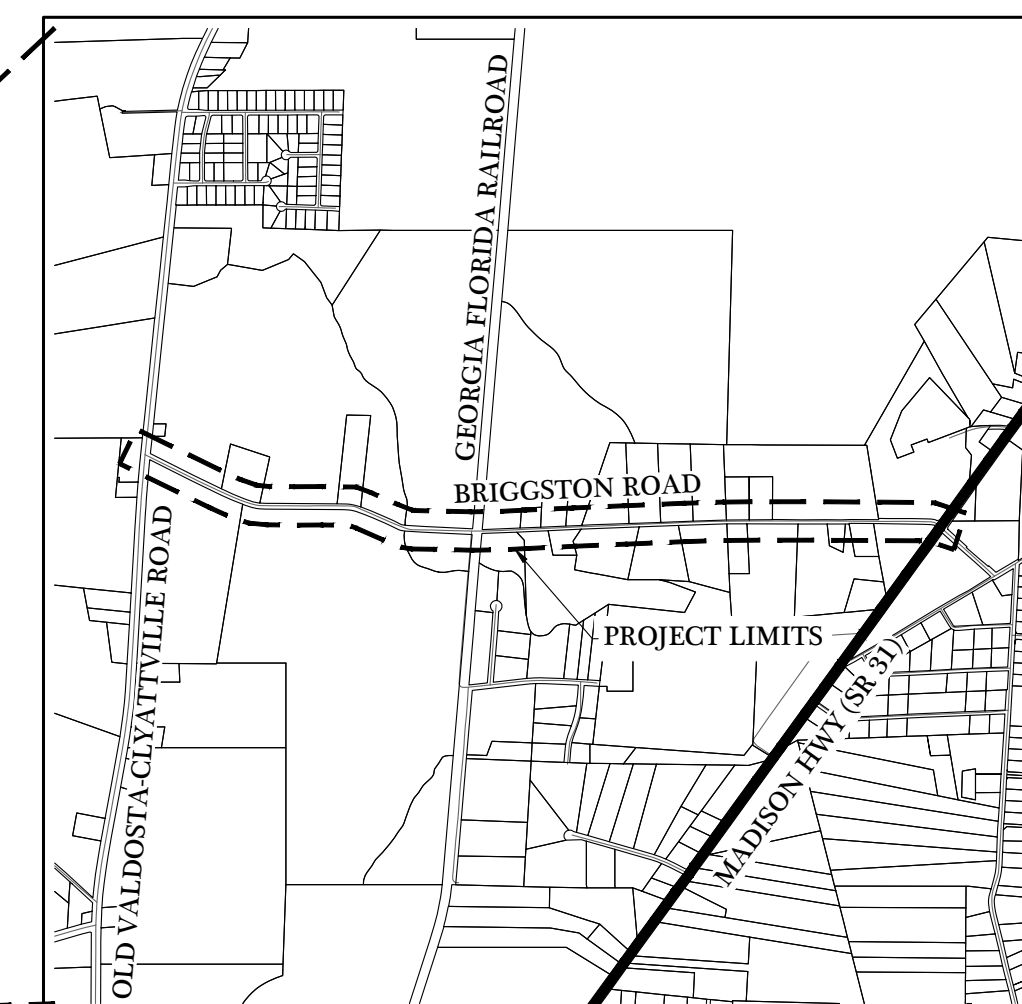 GEORGIA FLORIDA RAILROAD
BRIGGSTON ROAD
OLD VALDOSTA-CLYATTVILLE ROAD
PROJECT LIMITS
MADISON HWY (SR 31)